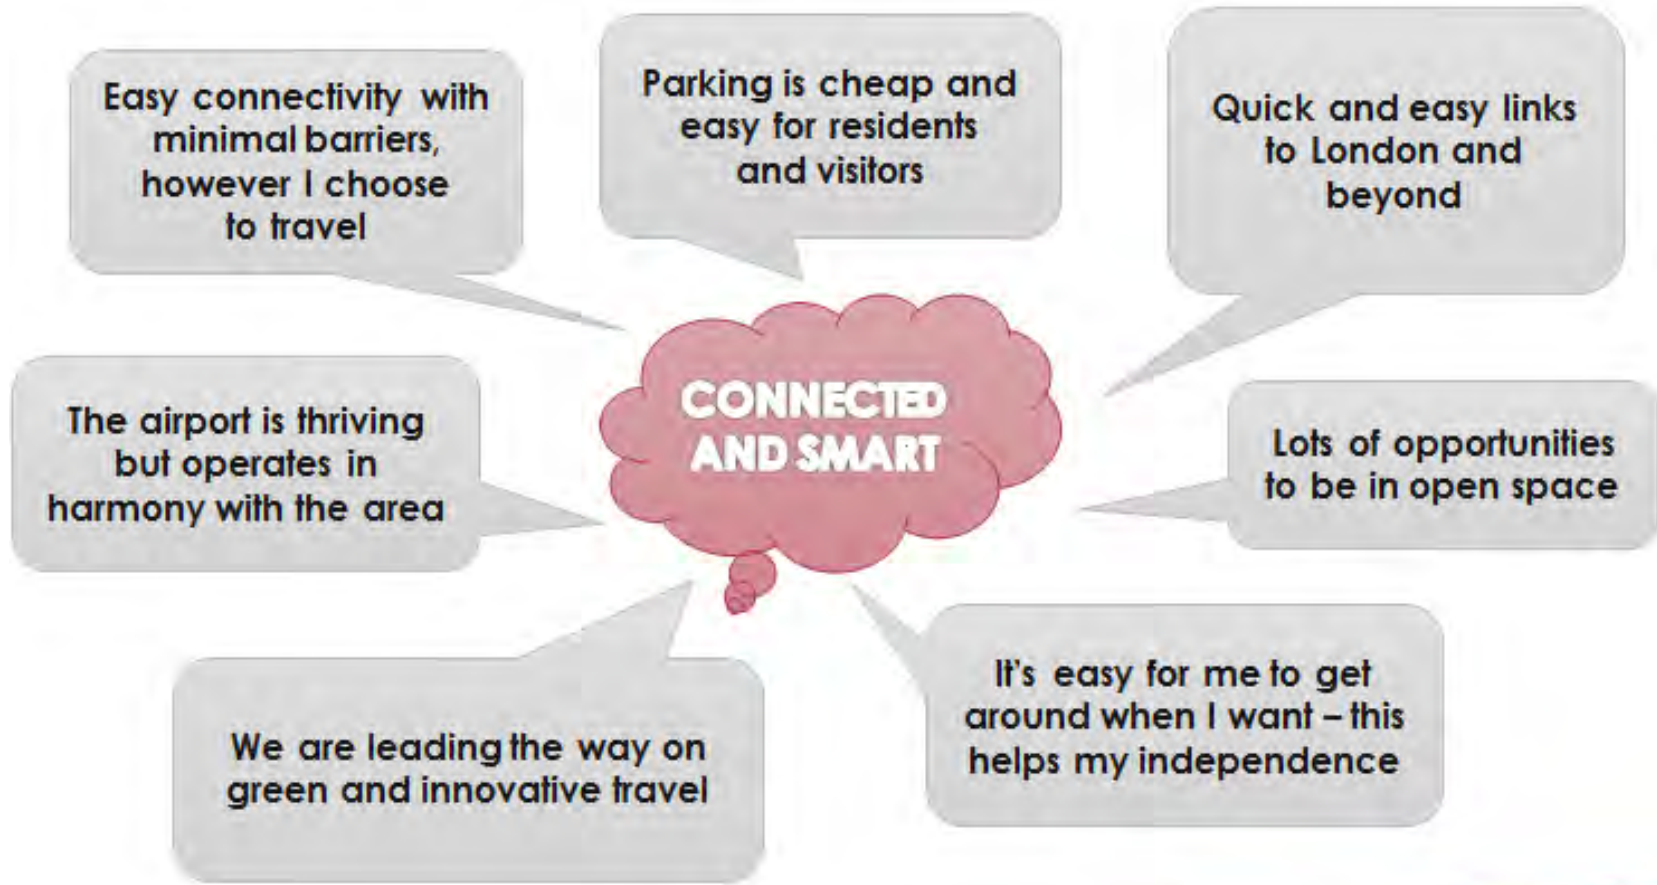 Easy connectivity with
minimal barriers,
however I choose
to travel
Parking is cheap and
easy for residents
and visitors
Quick and easy links
to London and
beyond
CONNECTED
AND SMART
The airport is thriving
but operates in
harmony with the area
Lots of opportunities
to be in open space
We are leading the way on
green and innovative travel
It's easy for me to get
around when I want – this
helps my independence